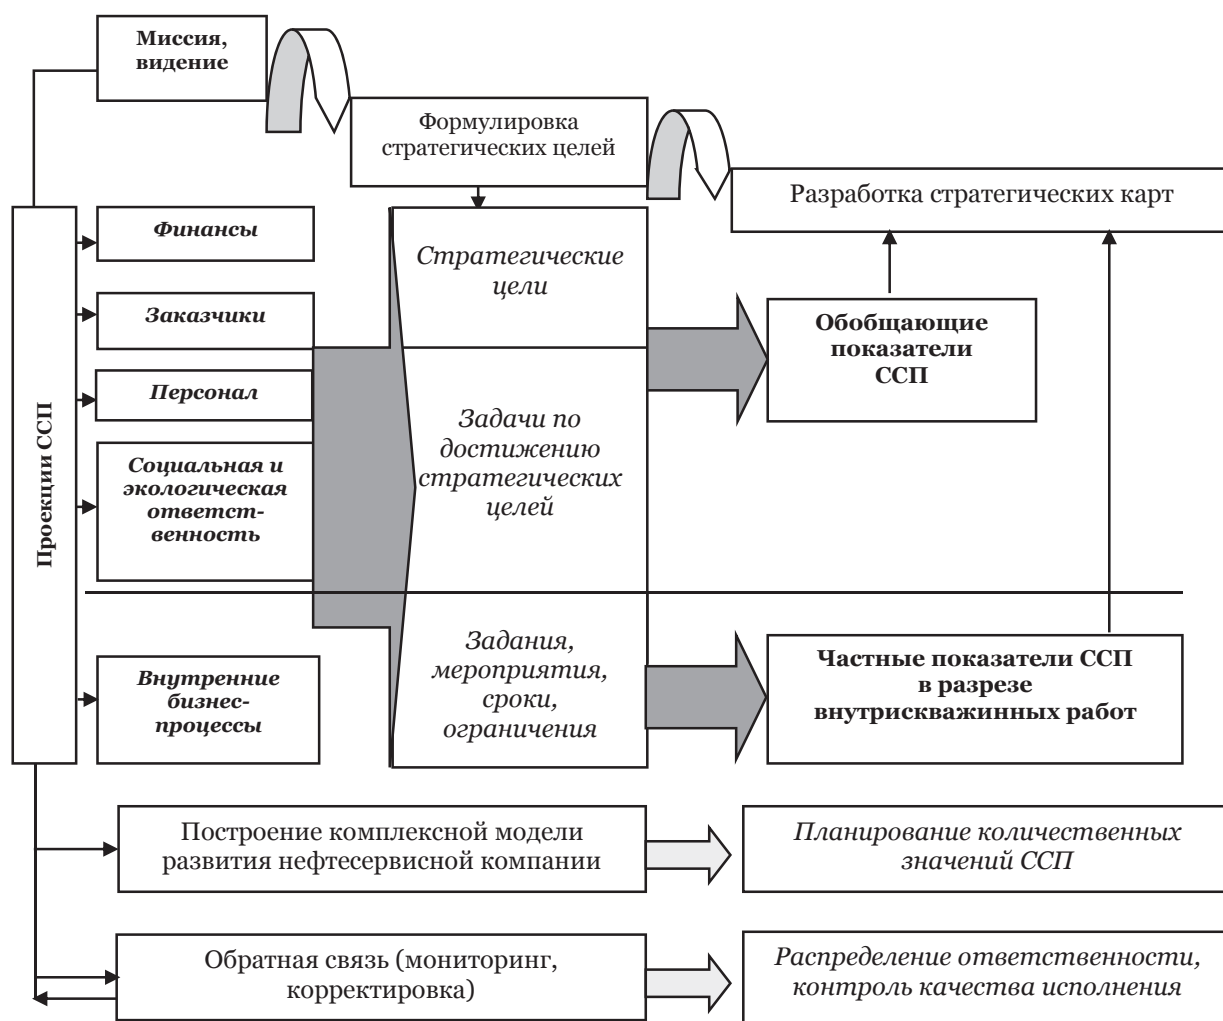 Миссия,
видение
Формулировка
стратегических целей
Разработка стратегических карт
Проекции ССП
Финансы
Заказчики
Персонал
Социальная и
экологическая
ответст-
венность
Внутренние
бизнес-
процессы
Стратегические
цели
Задачи по
достижению
стратегических
целей
Задания,
мероприятия,
сроки,
ограничения
Обобщающие
показатели
ССП
Частные показатели ССП
в разрезе
внутрискважинных работ
Построение комплексной модели
развития нефтесервисной компании
Планирование количественных
значений ССП
Обратная связь (мониторинг,
корректировка)
Распределение ответственности,
контроль качества исполнения